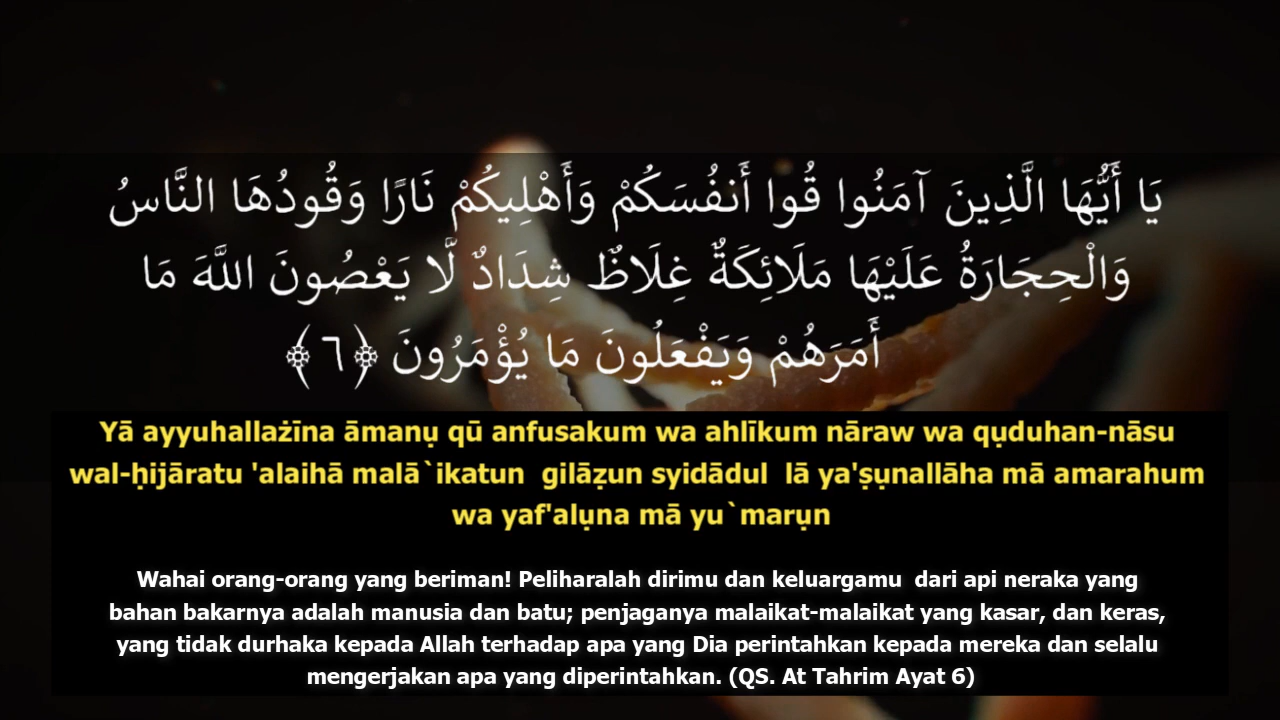 يَا أَيُّهَا الَّذِينَ آمَنُوا قُوا أَنفُسَكُمْ وَأَهْلِيكُمْ نَارًا وَقُودُهَا النَّاسُ
وَالْحِجَارَةُ عَلَيْهَا مَلَائِكَةٌ غِلَاظٌ شِدَادٌ لَّا يَعْصُونَ اللَّهَ مَا
أَمَرَهُمْ وَيَفْعَلُونَ مَا يُؤْمَرُونَ ﴿٦﴾
Yā ayyuhallażīna āmanụ qū anfusakum wa ahlīkum nāraw wa qụduhan-nāsu
wal-ḥijāratu 'alaihā malā`ikatun gilāẓun syidādul lā ya'ṣụnallāha mā amarahum
wa yaf'alụna mā yu`marụn
Wahai orang-orang yang beriman! Peliharalah dirimu dan keluargamu dari api neraka yang
bahan bakarnya adalah manusia dan batu; penjaganya malaikat-malaikat yang kasar, dan keras,
yang tidak durhaka kepada Allah terhadap apa yang Dia perintahkan kepada mereka dan selalu
mengerjakan apa yang diperintahkan. (QS. At Tahrim Ayat 6)